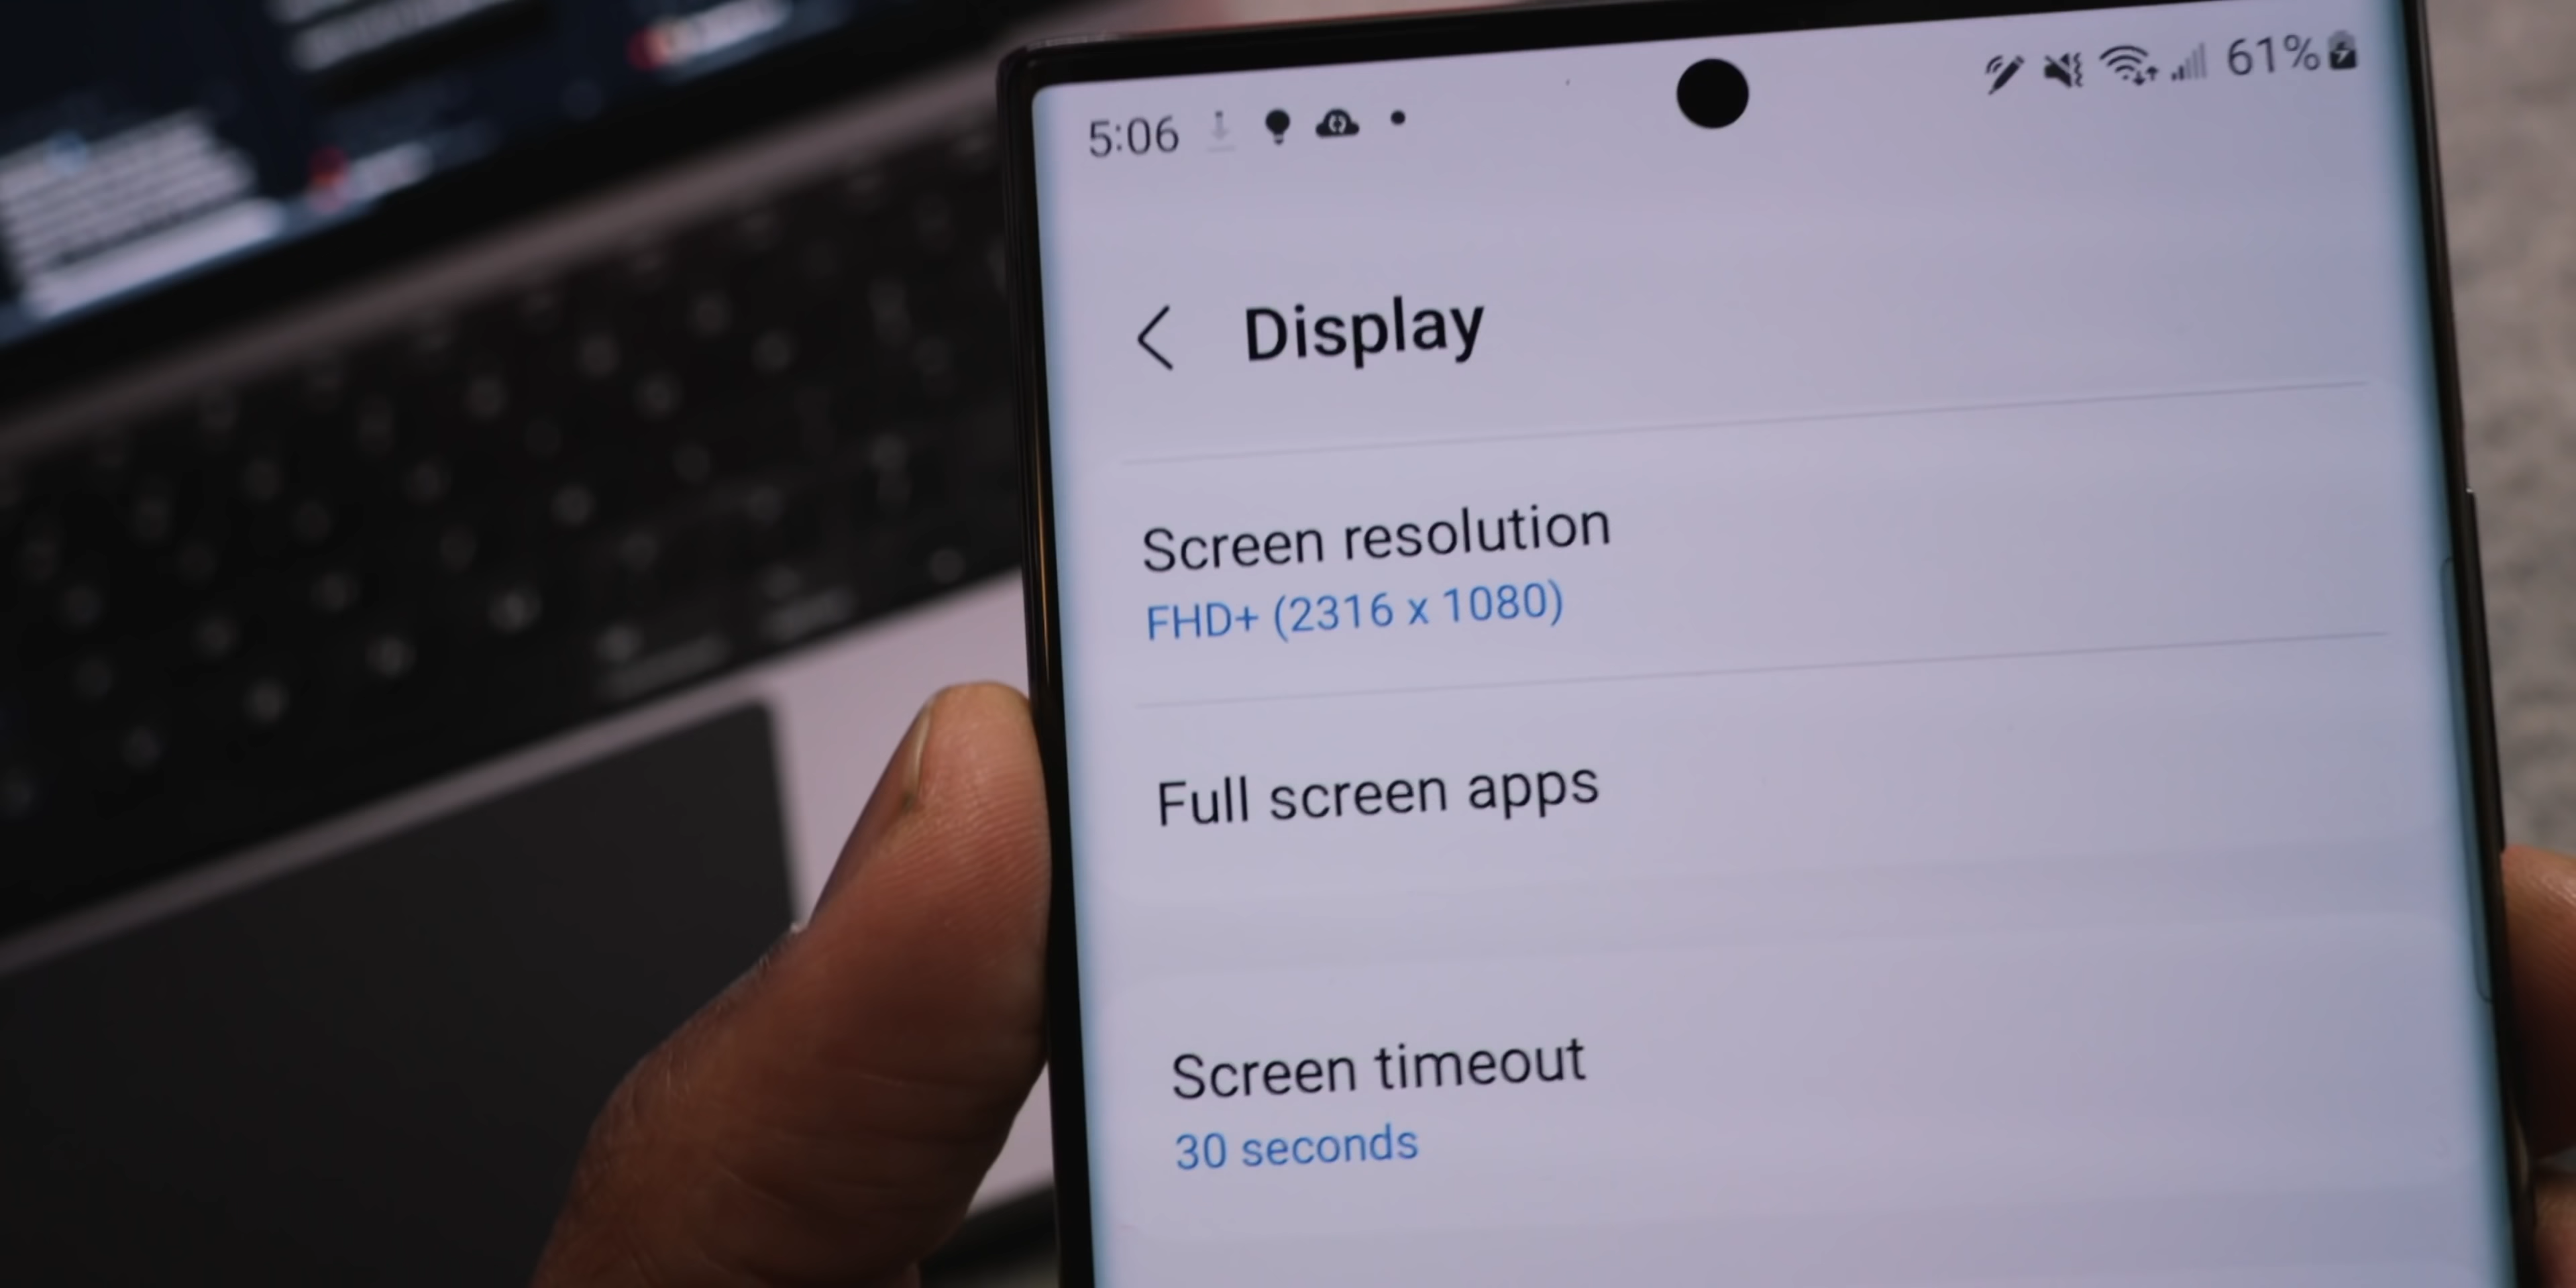 5:06
61%
Display
Screen resolution
FHD+ (2316 x 1080)
Full screen apps
Screen timeout
30 seconds